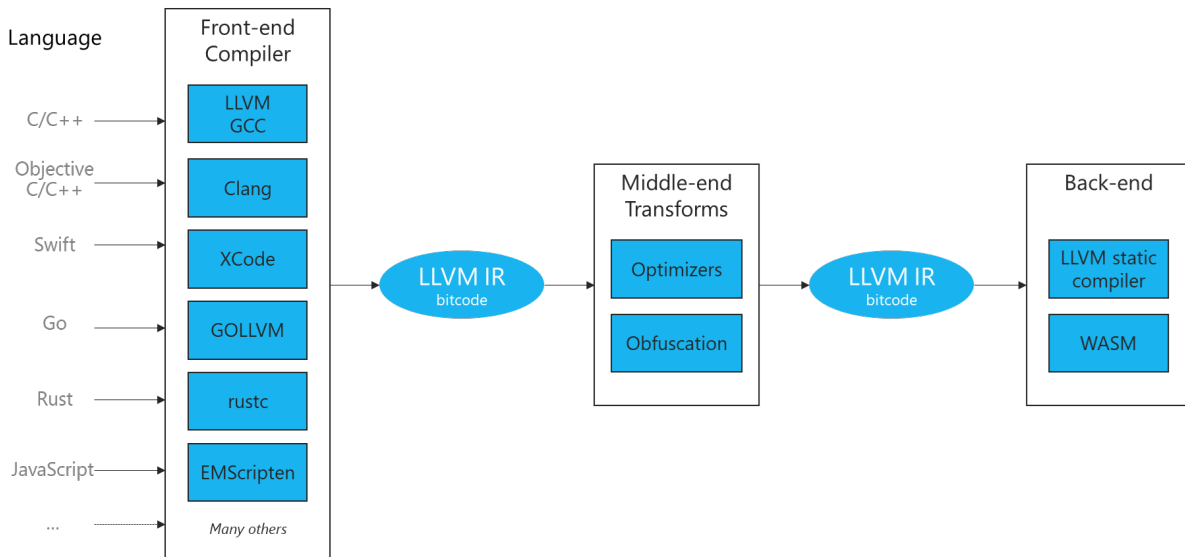 Language
C/C++
Objective
C/C++
Swift
Go
Rust
JavaScript
...
Front-end
Compiler
LLVM
GCC
Clang
XCode
GOLLVM
rustc
EMScripten
Many others
LLVM IR
bitcode
Middle-end
Transforms
Optimizers
Obfuscation
LLVM IR
bitcode
Back-end
LLVM static
compiler
WASM